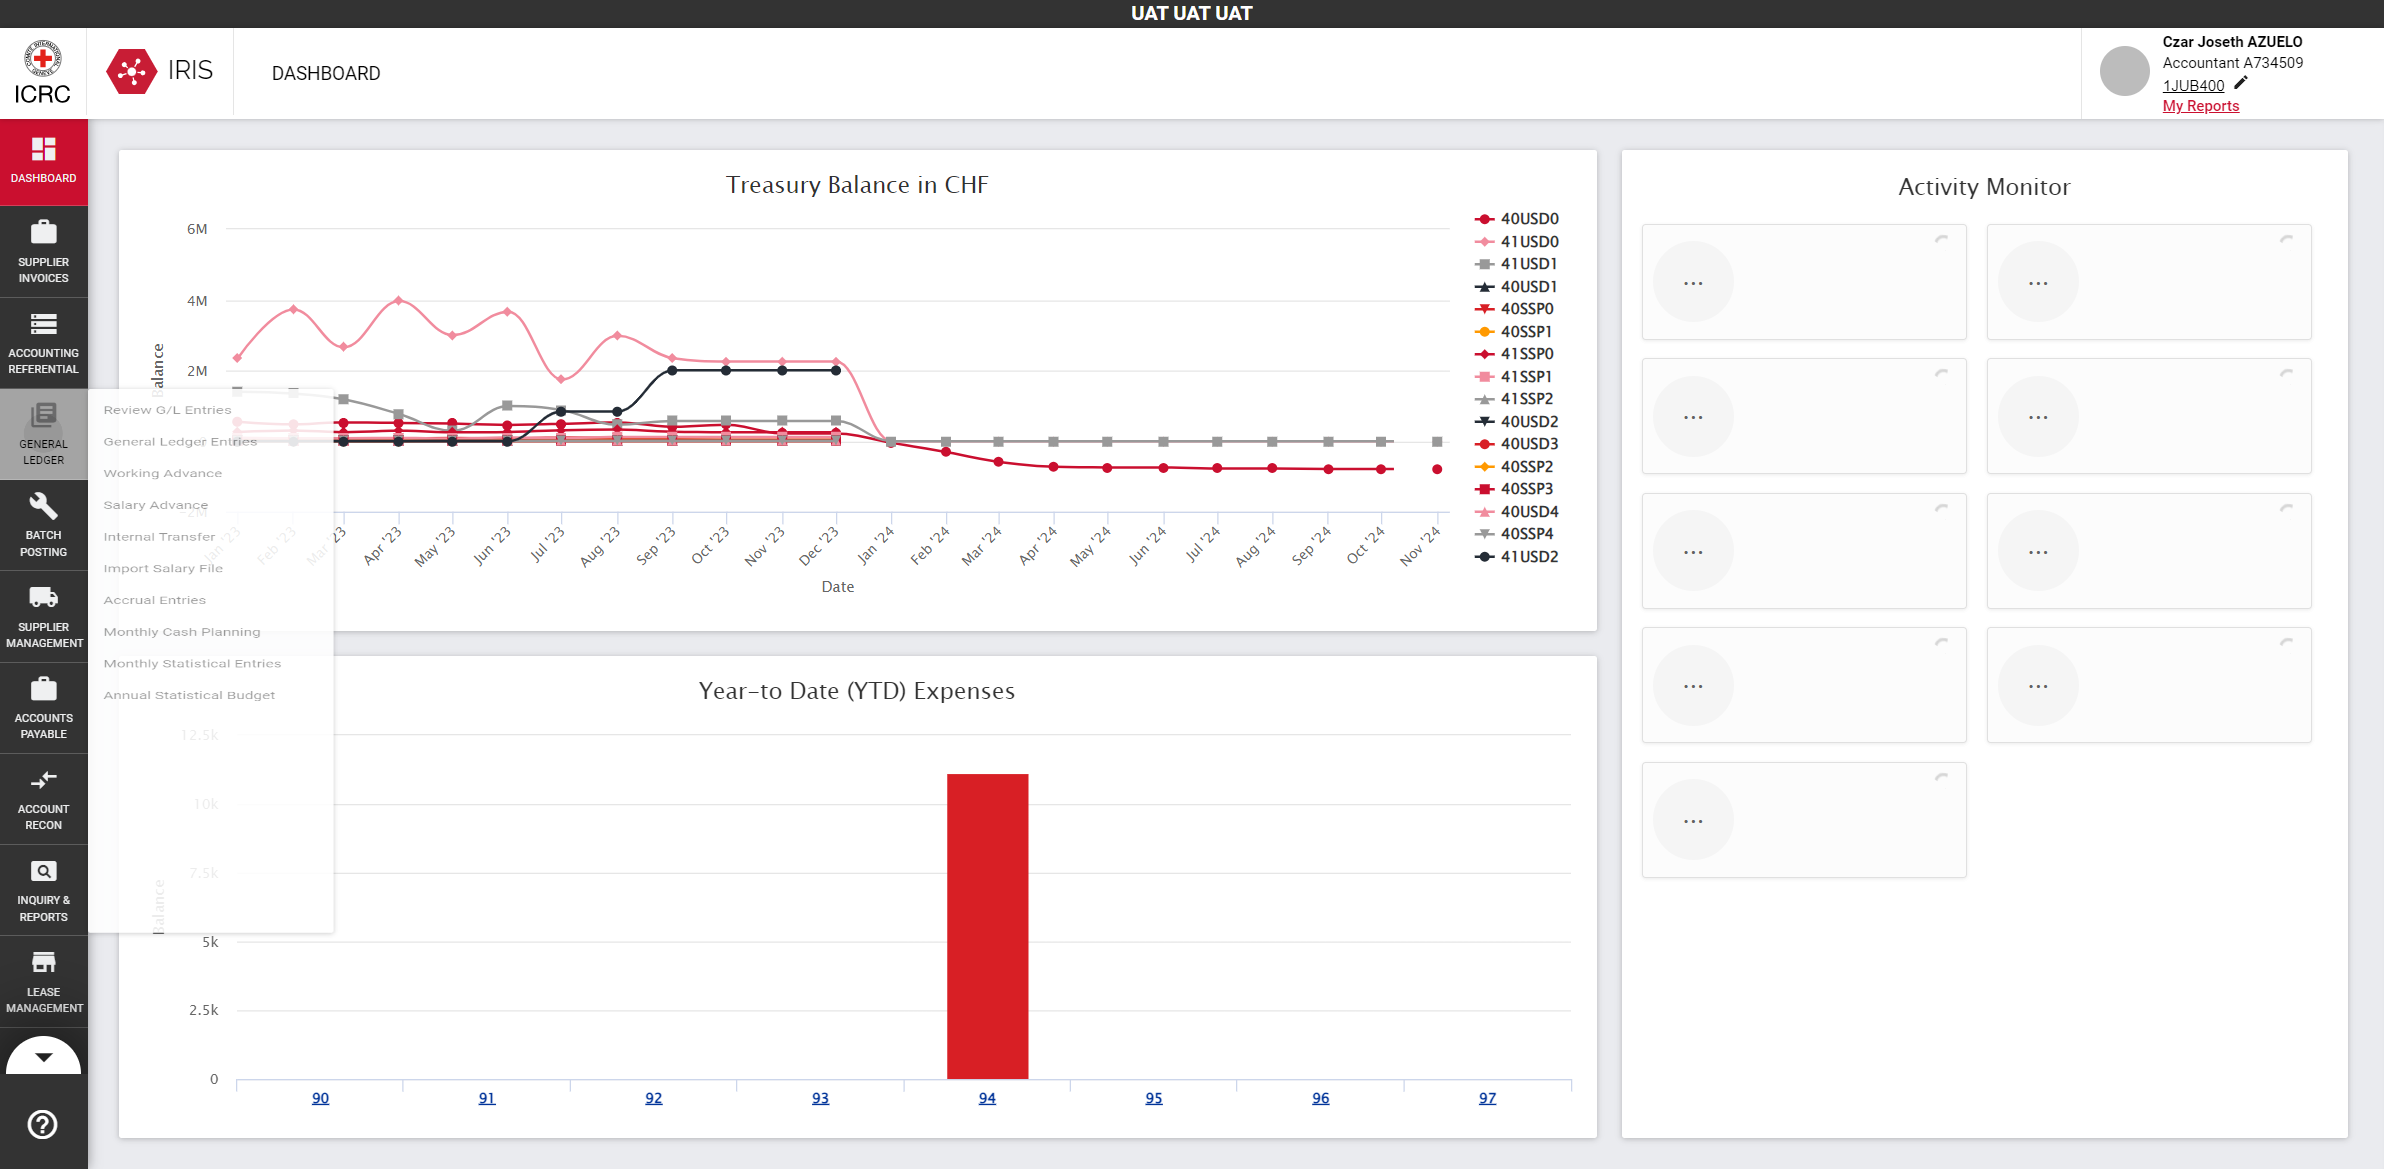 UAT UAT UAT
COMITE INTERNATIONAL GENEVE
ICRC
IRIS
DASHBOARD
Czar Joseth AZUELO
Accountant A734509
1JUB400
My Reports
DASHBOARD
SUPPLIER
INVOICES
ACCOUNTING
REFERENTIAL
GENERAL
LEDGER
BATCH
POSTING
SUPPLIER
MANAGEMENT
ACCOUNTS
PAYABLE
ACCOUNT
RECON
INQUIRY &
REPORTS
LEASE
MANAGEMENT
?
Review G/L Entries
General Ledger Entries
Working Advance
Salary Advance
Internal Transfer
Import Salary File
Accrual Entries
Monthly Cash Planning
Monthly Statistical Entries
Annual Statistical Budget
Treasury Balance in CHF
6M
4M
2M
-2M
Balance
Jan '23
Feb '23
Mar '23
Apr '23
May '23
Jun '23
Jul '23
Aug '23
Sep '23
Oct '23
Nov '23
Dec '23
Jan '24
Feb '24
Mar '24
Apr '24
May '24
Jun '24
Jul '24
Aug '24
Sep '24
Oct '24
Nov '24
Date
40USD0
41USD0
41USD1
40USD1
40SSP0
40SSP1
41SSP0
41SSP1
41SSP2
40USD2
40USD3
40SSP2
40SSP3
40USD4
40SSP4
41USD2
Year-to Date (YTD) Expenses
12.5k
10k
7.5k
5k
2.5k
0
Balance
90
91
92
93
94
95
96
97
Activity Monitor
...
...
...
...
...
...
...
...
...